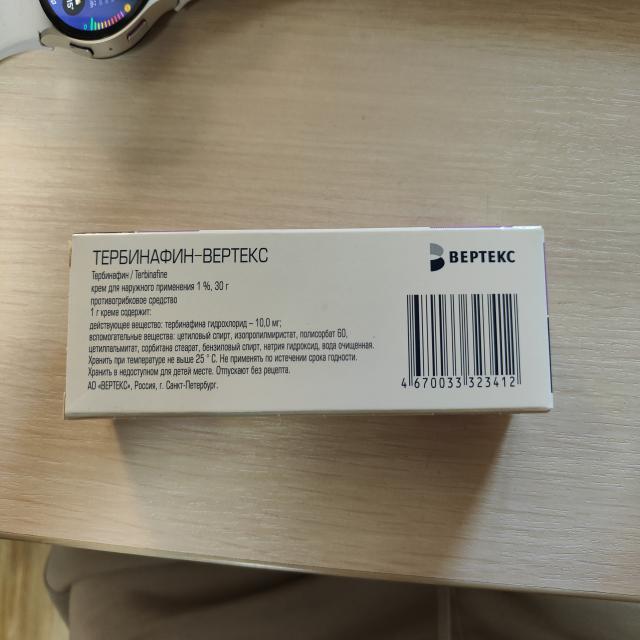 ТЕРБИНАФИН-ВЕРТЕКС
Тербинафин / Terbinafine
крем для наружного применения 1 %, 30 г
противогрибковое средство
1 г крема содержит:
действующее вещество: тербинафина гидрохлорид – 10,0 мг;
вспомогательные вещества: цетиловый спирт, изопропилмиристат, полисорбат 60,
цетилпальмитат, сорбитана стеарат, бензиловый спирт, натрия гидроксид, вода очищенная.
Хранить при температуре не выше 25 ° С. Не применять по истечении срока годности.
Хранить в недоступном для детей месте. Отпускают без рецепта.
АО «ВЕРТЕКС», Россия, г. Санкт-Петербург.
ВЕРТЕКС
4 670033 323412